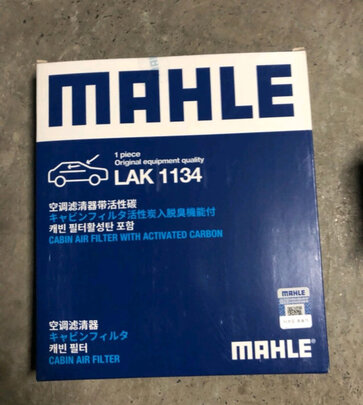 MAHLE
1 piece
Original equipment quality
LAK 1134
空调滤清器带活性碳
キャビンフィルタ活性炭入脱臭機能付
캐빈 필터활성탄 포함
CABIN AIR FILTER WITH ACTIVATED CARBON
MAHLE
空调滤清器
キャビンフィルタ
캐빈 필터
CABIN AIR FILTER
MAHLE®